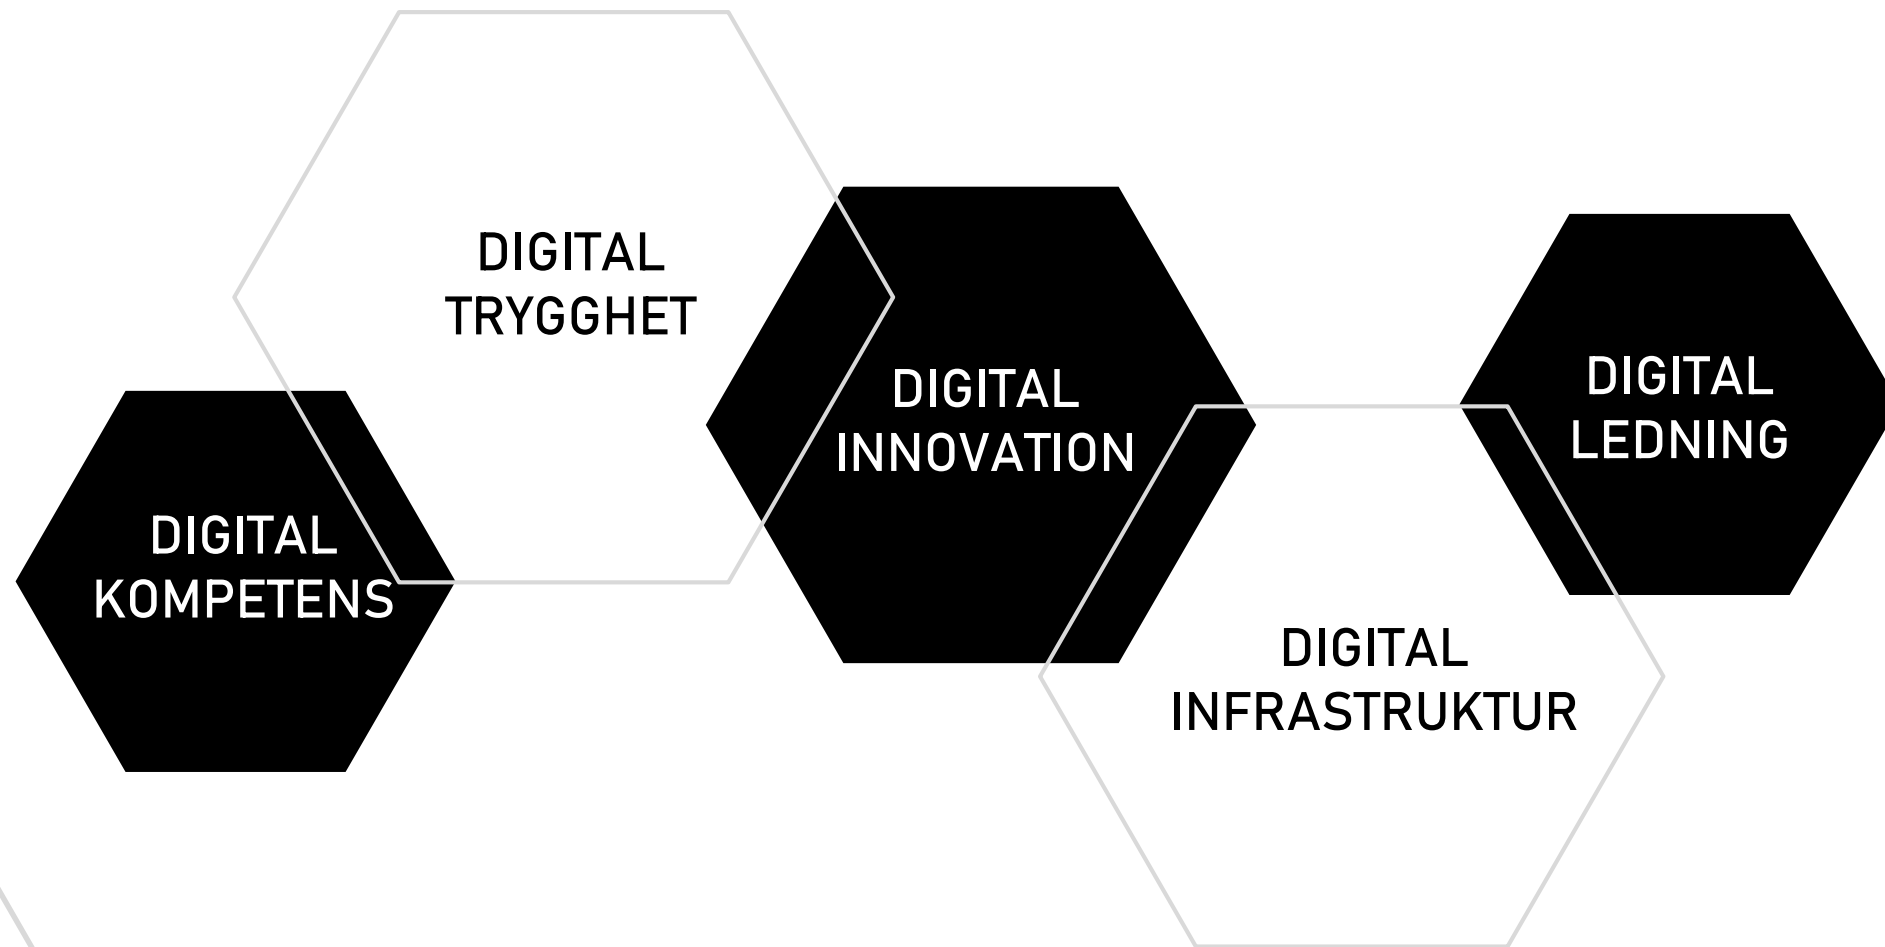 DIGITAL
KOMPETENS
DIGITAL
TRYGGHET
DIGITAL
INNOVATION
DIGITAL
INFRASTRUKTUR
DIGITAL
LEDNING